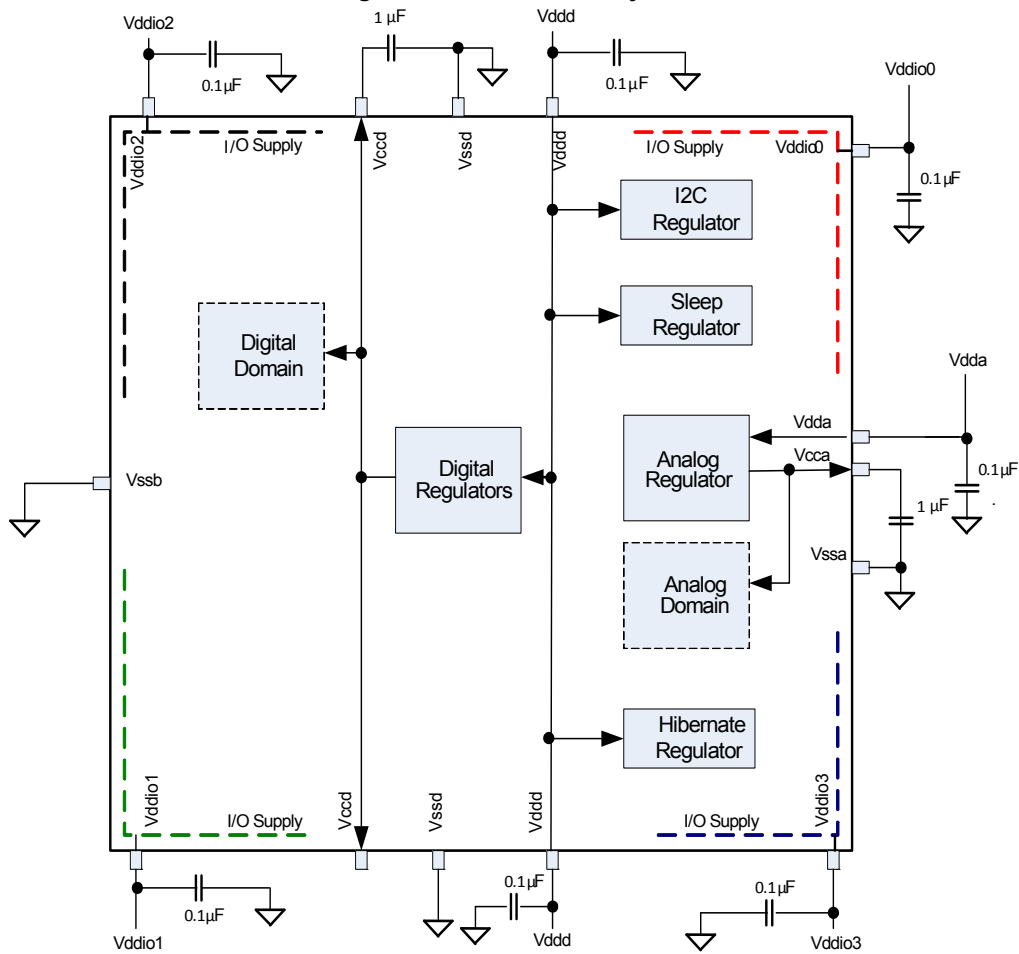 Vddio2
1 µF
Vddd
0.1µF
0.1µF
Vddio0
0.1µF
Vddio2
I/O Supply
Vccd
Vssd
Vddd
I/O Supply
Vddio0
I2C
Regulator
Sleep
Regulator
Digital
Domain
Vdda
Vdda
Vcca
Analog
Regulator
Digital
Regulators
0.1µF
1 µF
.
Vssb
Vssa
Analog
Domain
Hibernate
Regulator
Vddio1
I/O Supply
Vccd
Vssd
Vddd
I/O Supply
Vddio3
0.1µF
0.1µF
0.1µF
Vddio1
Vddd
Vddio3